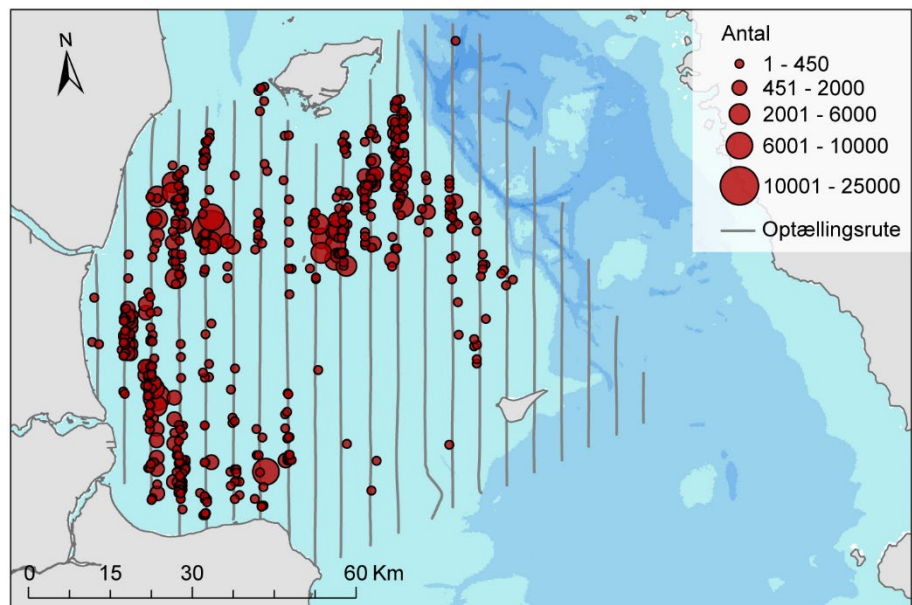 N
Antal
1 - 450
451 - 2000
2001 - 6000
6001 - 10000
10001 - 25000
Optællingsrute
0 15 30 60 Km